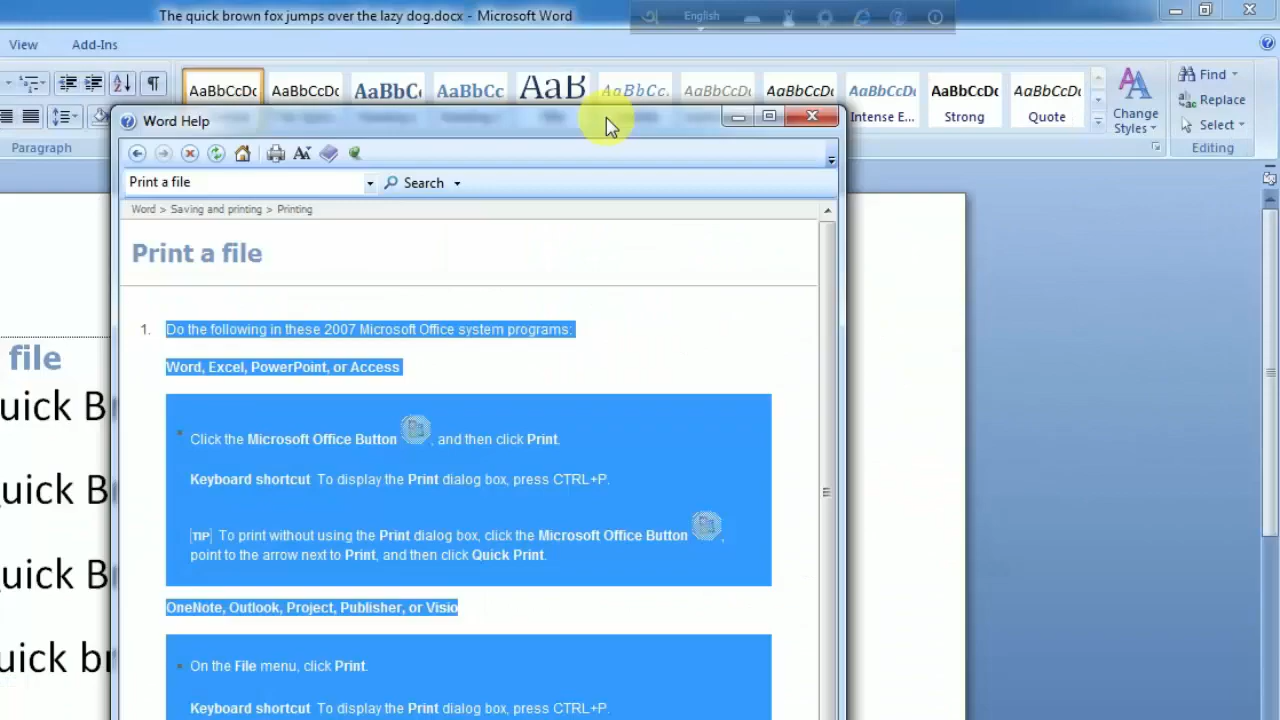 The quick brown fox jumps over the lazy dog.docx - Microsoft Word
English
View Add-Ins
AaBbCcDc AaBbCcDc AaBbC AaBbCc AaB AaBbCc. AaBbCcDc AaBbCcDc AaBbCcDc AaBbCcDc AaBbCcDc
Intense E... Strong Quote
Change
Styles
Find
Replace
Select
Paragraph
Editing
Word Help
Print a file
Search
Word > Saving and printing > Printing
Print a file
1. Do the following in these 2007 Microsoft Office system programs:
Word, Excel, PowerPoint, or Access
Click the Microsoft Office Button , and then click Print.
Keyboard shortcut To display the Print dialog box, press CTRL+P.
TIP To print without using the Print dialog box, click the Microsoft Office Button ,
point to the arrow next to Print, and then click Quick Print.
OneNote, Outlook, Project, Publisher, or Visio
On the File menu, click Print.
Keyboard shortcut To display the Print dialog box, press CTRL+P.
file
uick B
uick B
uick B
uick br